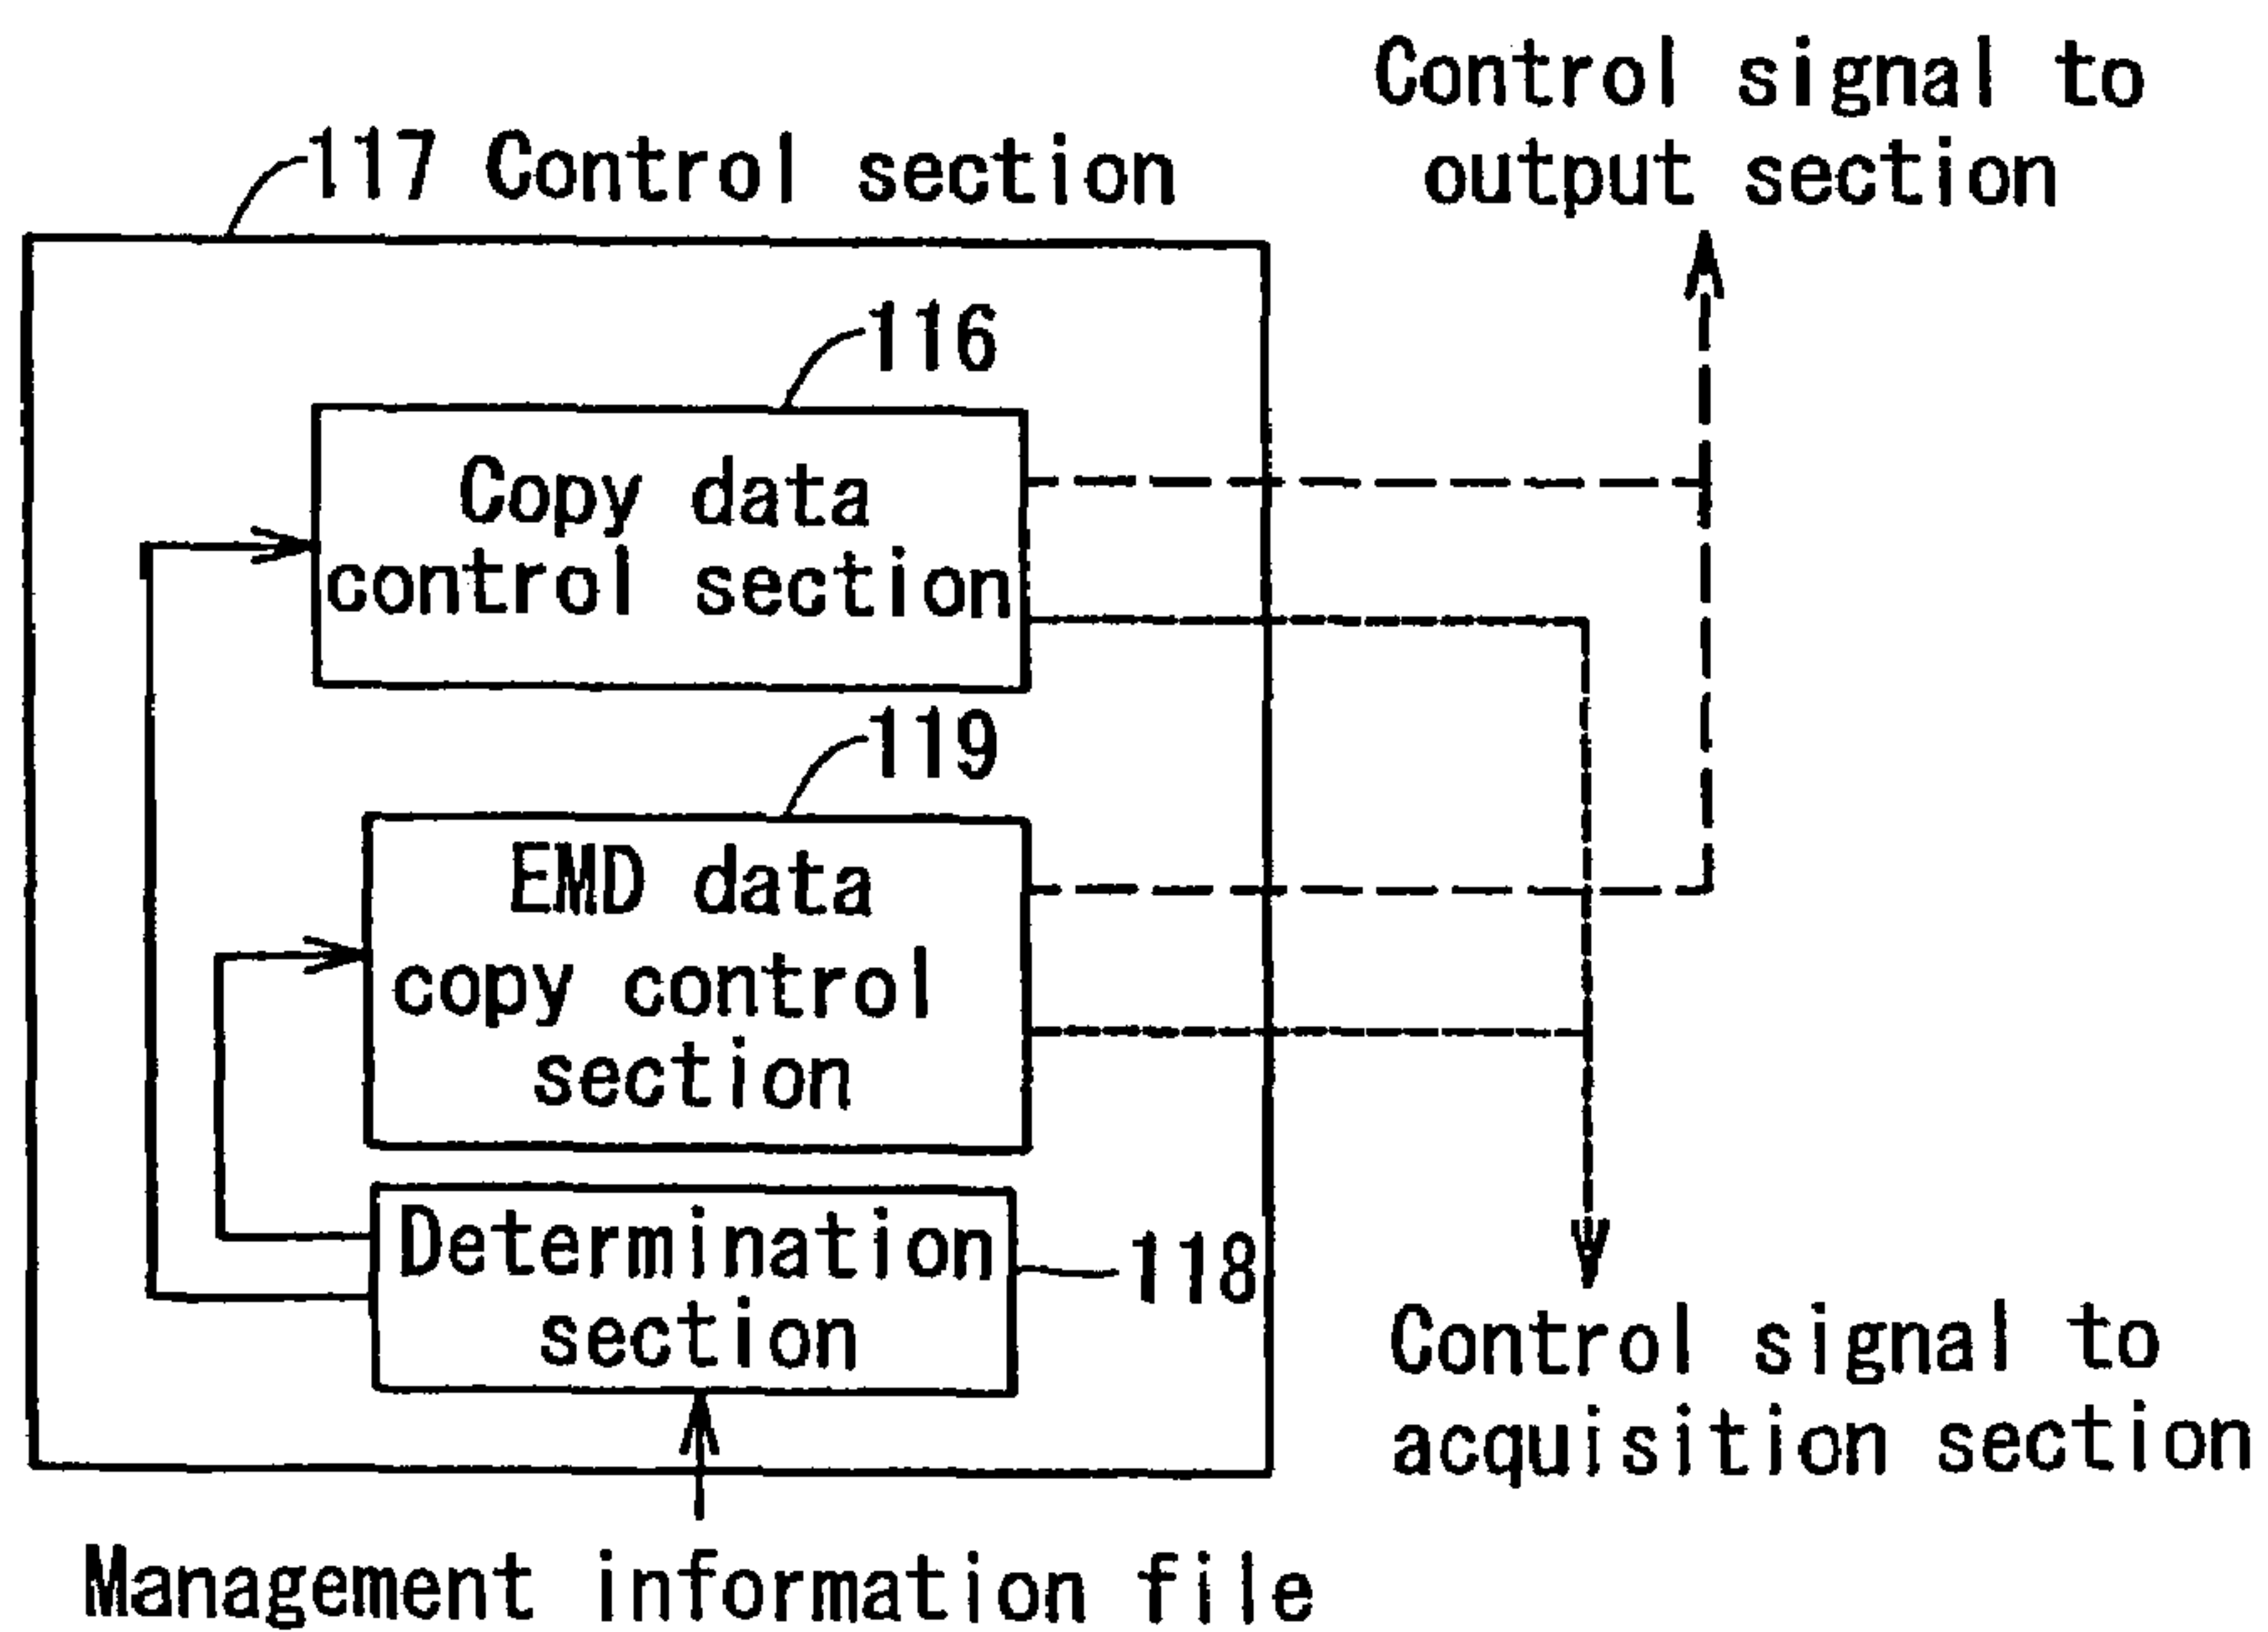 Control signal to
output section
117 Control section
116
Copy data
control section
119
EMD data
copy control
section
Determination
section
118
Control signal to
acquisition section
Management information file